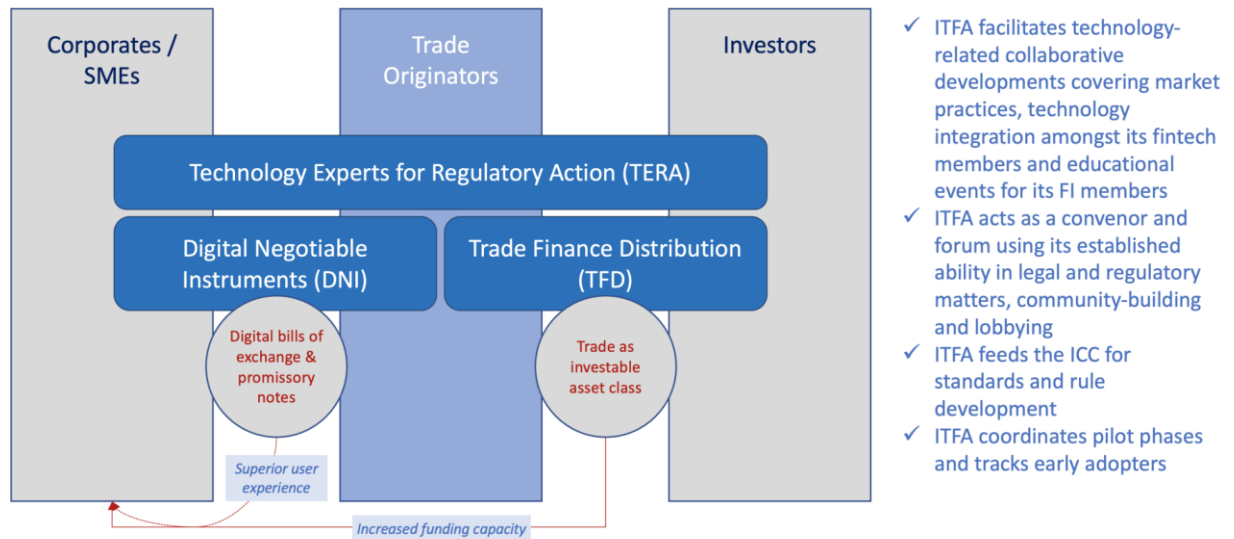 Corporates /
SMEs
Trade
Originators
Investors
Technology Experts for Regulatory Action (TERA)
Digital Negotiable
Instruments (DNI)
Trade Finance Distribution
(TFD)
Digital bills of
exchange &
promissory
notes
Trade as
investable
asset class
Superior user
experience
Increased funding capacity
✓ ITFA facilitates technology-
related collaborative
developments covering market
practices, technology
integration amongst its fintech
members and educational
events for its FI members
✓ ITFA acts as a convenor and
forum using its established
ability in legal and regulatory
matters, community-building
and lobbying
✓ ITFA feeds the ICC for
standards and rule
development
✓ ITFA coordinates pilot phases
and tracks early adopters